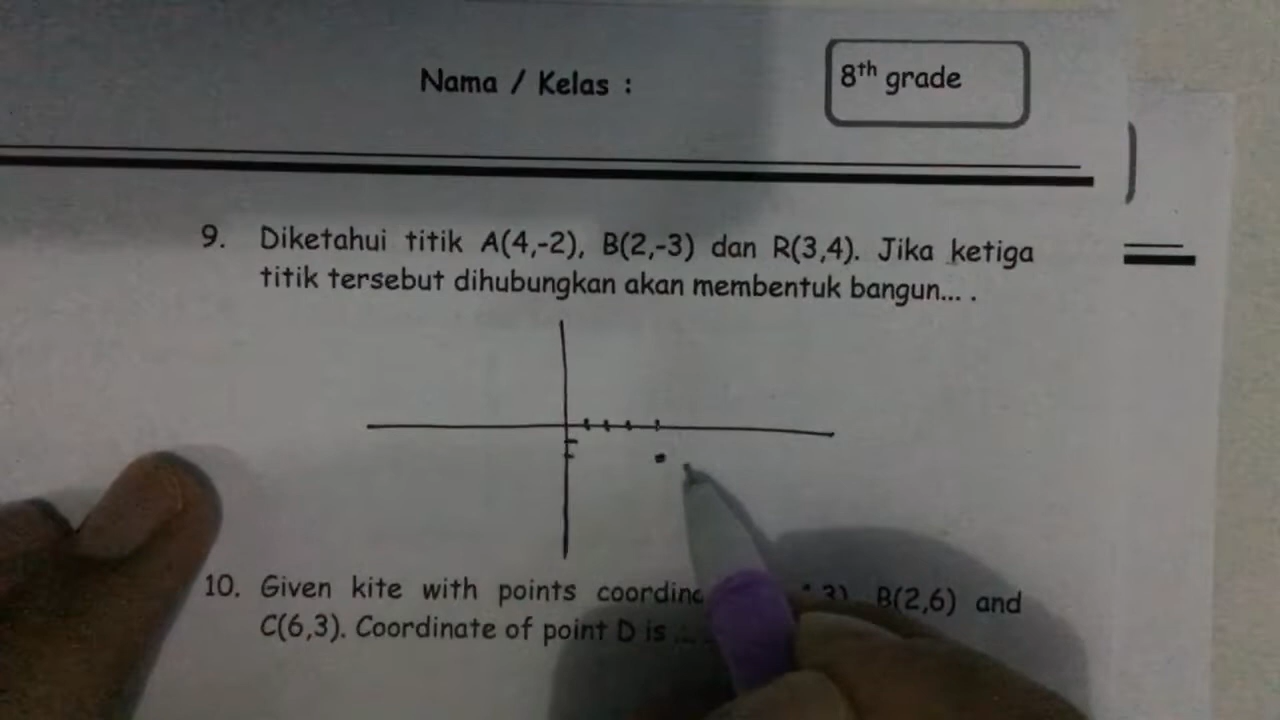 Nama / Kelas :
8th grade
9. Diketahui titik A(4,-2), B(2,-3) dan R(3,4). Jika ketiga
titik tersebut dihubungkan akan membentuk bangun... .
10. Given kite with points 3), B(2,6) and
C(6,3). Coordinate of point D is ...